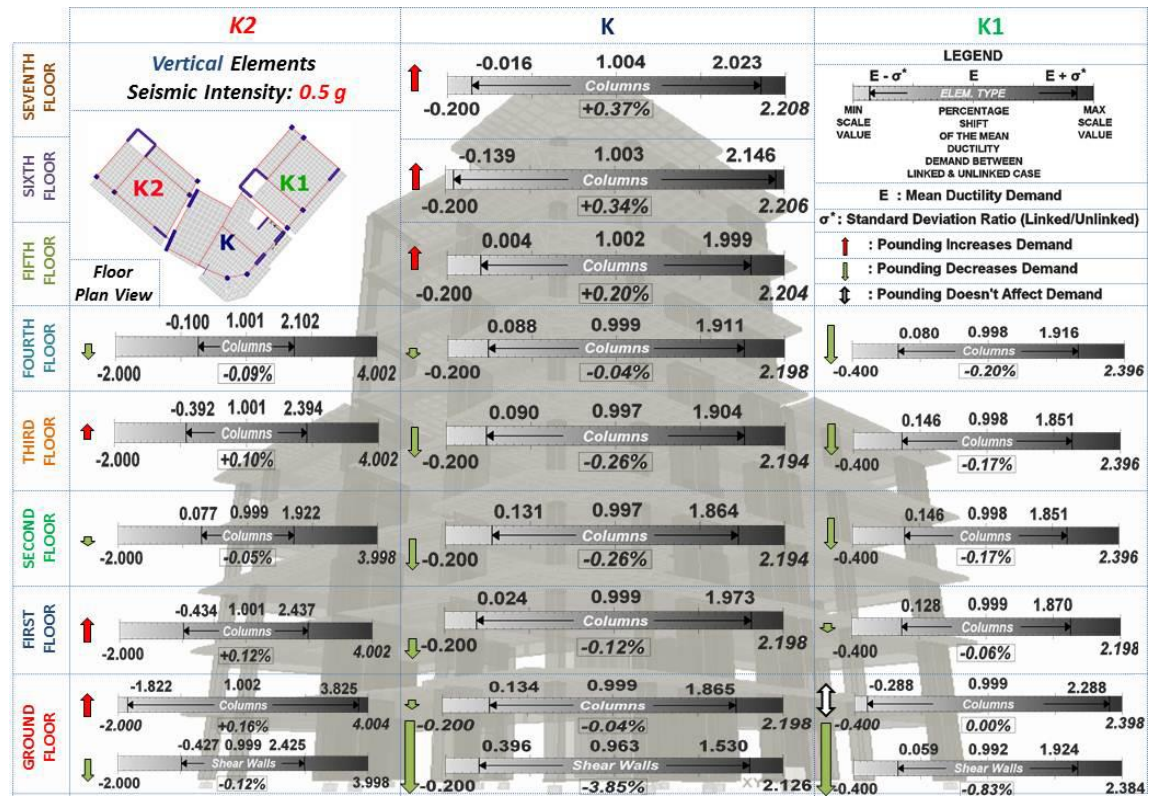 K2
K
K1
Vertical Elements
Seismic Intensity: 0.5 g
K2
K1
K
Floor
Plan View
SEVENTH
FLOOR
-0.016 1.004 2.023
Columns
-0.200 +0.37% 2.208
LEGEND
E - σ* E E + σ*
ELEM. TYPE
MIN
SCALE
VALUE
PERCENTAGE
SHIFT
OF THE MEAN
DUCTILITY
DEMAND BETWEEN
LINKED & UNLINKED CASE
MAX
SCALE
VALUE
E : Mean Ductility Demand
σ*: Standard Deviation Ratio (Linked/Unlinked)
: Pounding Increases Demand
: Pounding Decreases Demand
: Pounding Doesn't Affect Demand
SIXTH
FLOOR
-0.139 1.003 2.146
Columns
-0.200 +0.34% 2.206
FIFTH
FLOOR
0.004 1.002 1.999
Columns
-0.200 +0.20% 2.204
FOURTH
FLOOR
-0.100 1.001 2.102
Columns
-2.000 -0.09% 4.002
0.088 0.999 1.911
Columns
-0.200 -0.04% 2.198
0.080 0.998 1.916
Columns
-0.400 -0.20% 2.396
THIRD
FLOOR
-0.392 1.001 2.394
Columns
-2.000 +0.10% 4.002
0.090 0.997 1.904
Columns
-0.200 -0.26% 2.194
0.146 0.998 1.851
Columns
-0.400 -0.17% 2.396
SECOND
FLOOR
0.077 0.999 1.922
Columns
-2.000 -0.05% 3.998
0.131 0.997 1.864
Columns
-0.200 -0.26% 2.194
0.146 0.998 1.851
Columns
-0.400 -0.17% 2.396
FIRST
FLOOR
-0.434 1.001 2.437
Columns
-2.000 +0.12% 4.002
0.024 0.999 1.973
Columns
-0.200 -0.12% 2.198
0.128 0.999 1.870
Columns
-0.400 -0.06% 2.198
GROUND
FLOOR
-1.822 1.002 3.825
Columns
-2.000 +0.16% 4.004
0.134 0.999 1.865
Columns
-0.200 -0.04% 2.198
-0.288 0.999 2.288
Columns
-0.400 0.00% 2.398
-0.427 0.999 2.425
Shear Walls
-2.000 -0.12% 3.998
0.396 0.963 1.530
Shear Walls
-0.200 -3.85% XY 2.126
0.059 0.992 1.924
Shear Walls
-0.400 -0.83% 2.384